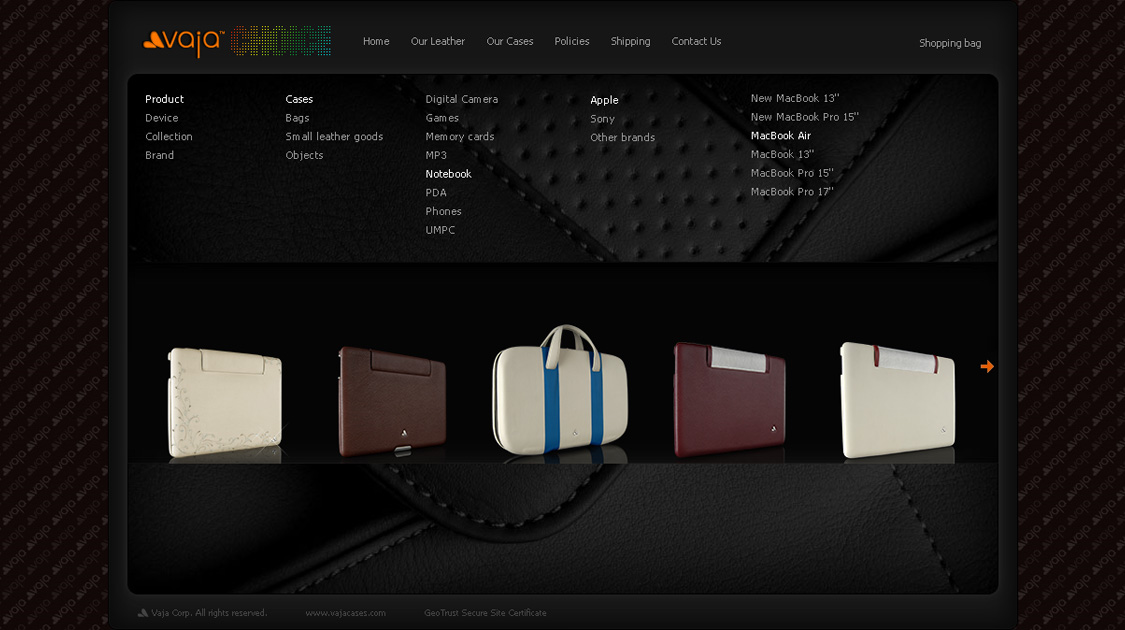 vaja™ CHOICE
Home Our Leather Our Cases Policies Shipping Contact Us
Shopping bag
Product
Device
Collection
Brand
Cases
Bags
Small leather goods
Objects
Digital Camera
Games
Memory cards
MP3
Notebook
PDA
Phones
UMPC
Apple
Sony
Other brands
New MacBook 13"
New MacBook Pro 15"
MacBook Air
MacBook 13"
MacBook Pro 15"
MacBook Pro 17"
Vaja Corp. All rights reserved. www.vajacases.com GeoTrust Secure Site Certificate